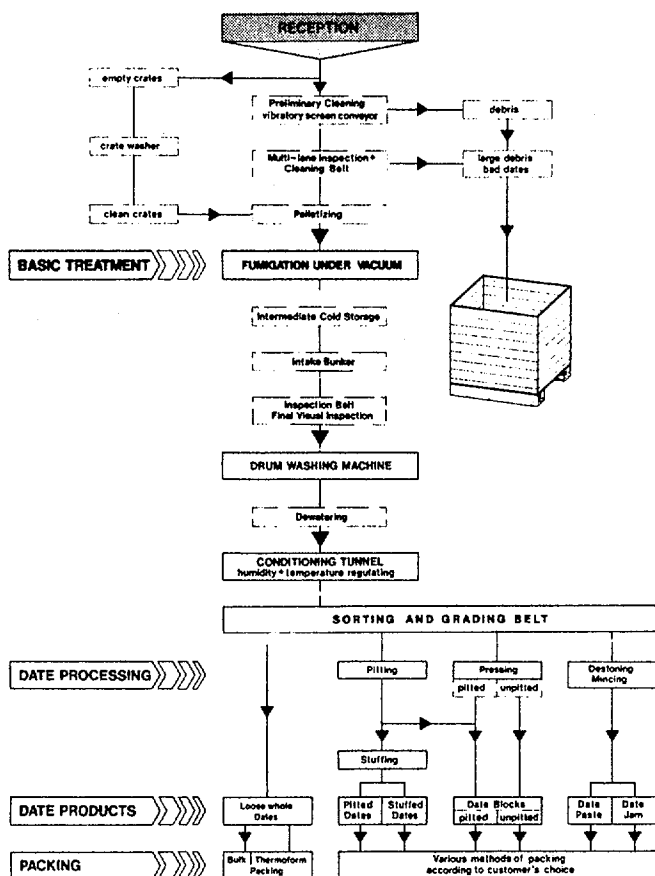 RECEPTION
empty crates
Preliminary Cleaning
vibratory screen conveyor
debris
crate washer
Multi-lane Inspection +
Cleaning Belt
large debris
bad dates
clean crates
Palletizing
BASIC TREATMENT
FUMIGATION UNDER VACUUM
Intermediate Cold Storage
Intake Bunker
Inspection Belt
Final Visual Inspection
DRUM WASHING MACHINE
Dewatering
CONDITIONING TUNNEL
humidity + temperature regulating
SORTING AND GRADING BELT
DATE PROCESSING
Pitting
Pressing
pitted
unpitted
Destoning
Mincing
Stuffing
DATE PRODUCTS
Loose whole
Dates
Pitted
Dates
Stuffed
Dates
Date Blocks
pitted
unpitted
Date
Paste
Date
Jam
PACKING
Bulk
Thermoform
Packing
Various methods of packing
according to customer's choice